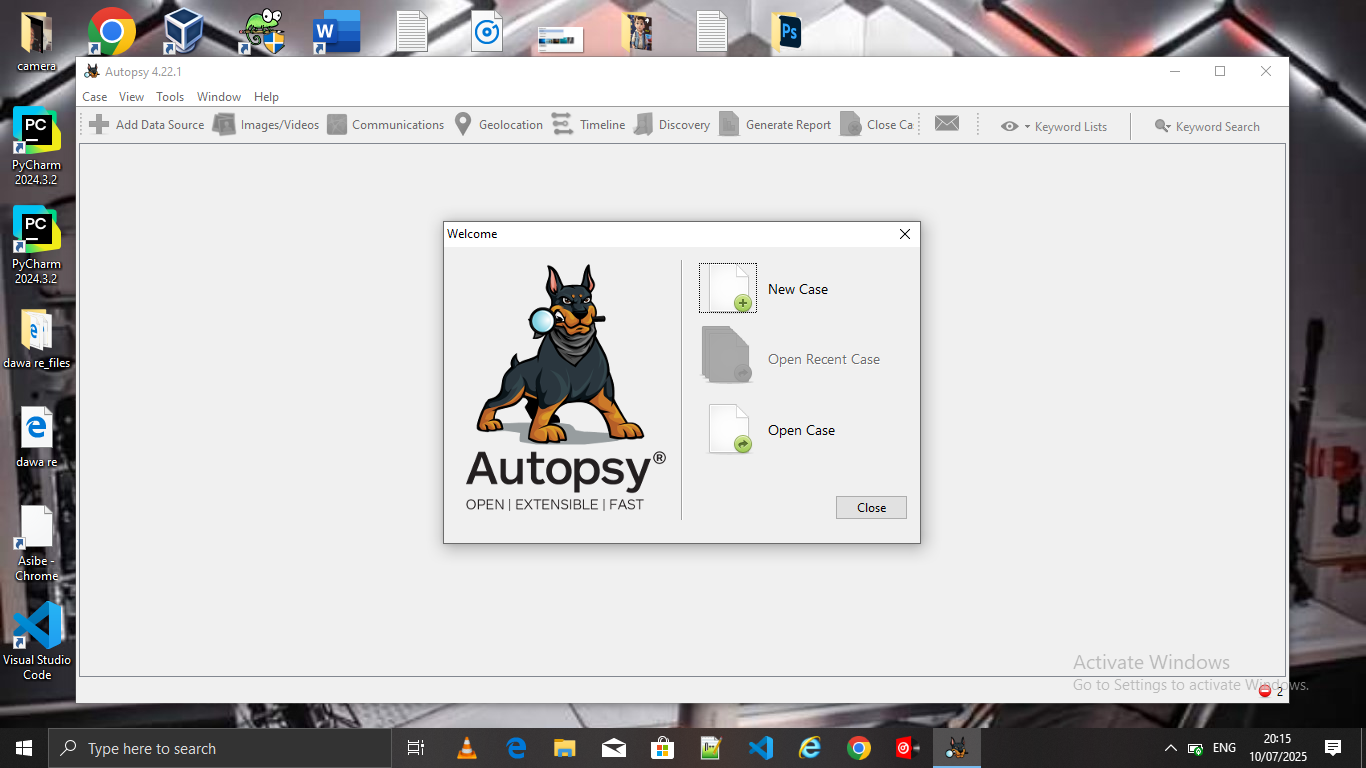 camera
PyCharm
2024.3.2
PyCharm
2024.3.2
dawa re_files
dawa re
Asibe -
Chrome
Visual Studio
Code
W
Ps
PC
PC
Autopsy 4.22.1
Case View Tools Window Help
Add Data Source Images/Videos Communications Geolocation Timeline Discovery Generate Report Close Ca Keyword Lists Keyword Search
Welcome
New Case
Open Recent Case
Open Case
Autopsy®
OPEN | EXTENSIBLE | FAST
Close
Activate Windows
Go to Settings to activate Windows.
2
Type here to search
ENG
20:15
10/07/2025